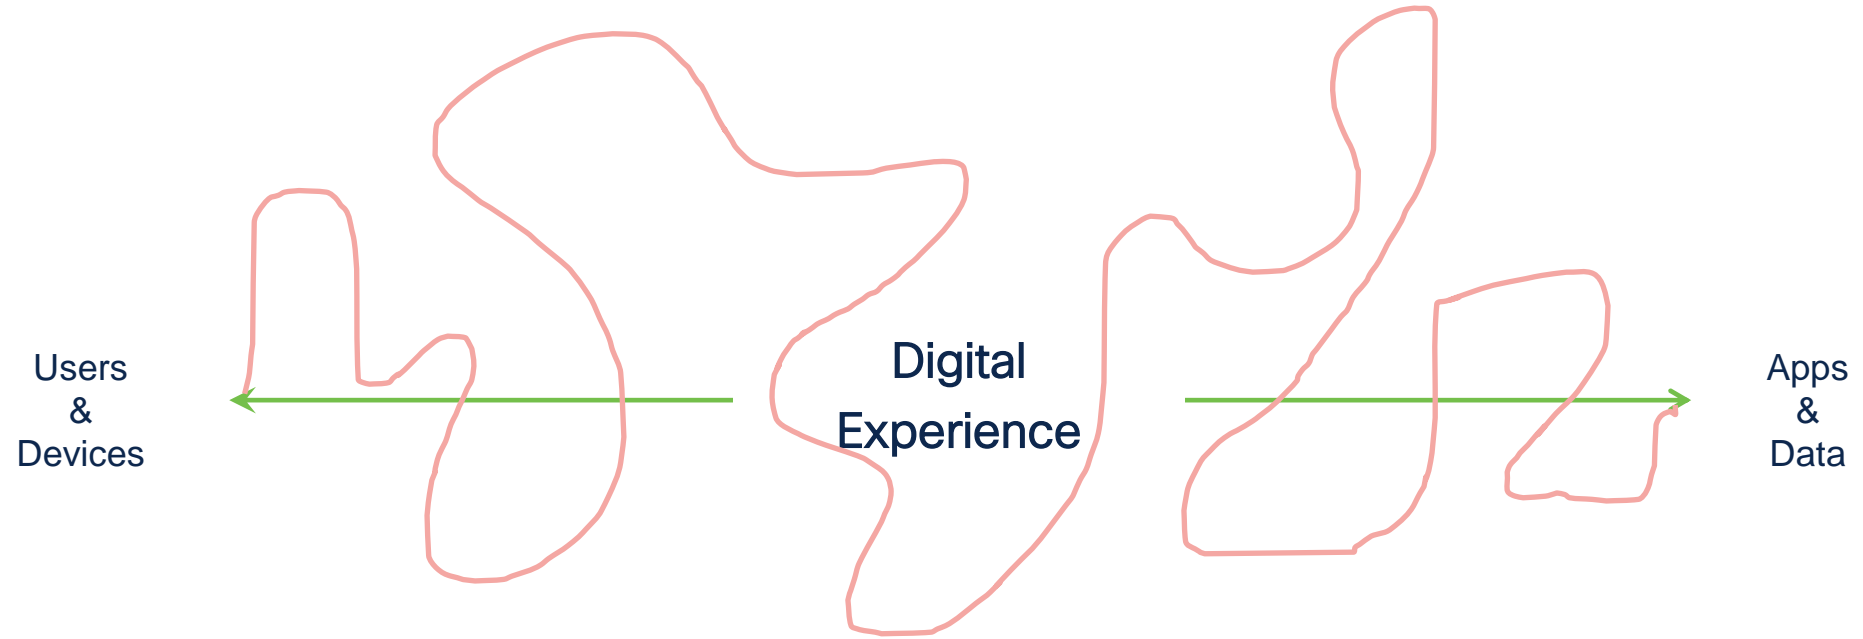 Users
&
Devices
Digital
Experience
Apps
&
Data